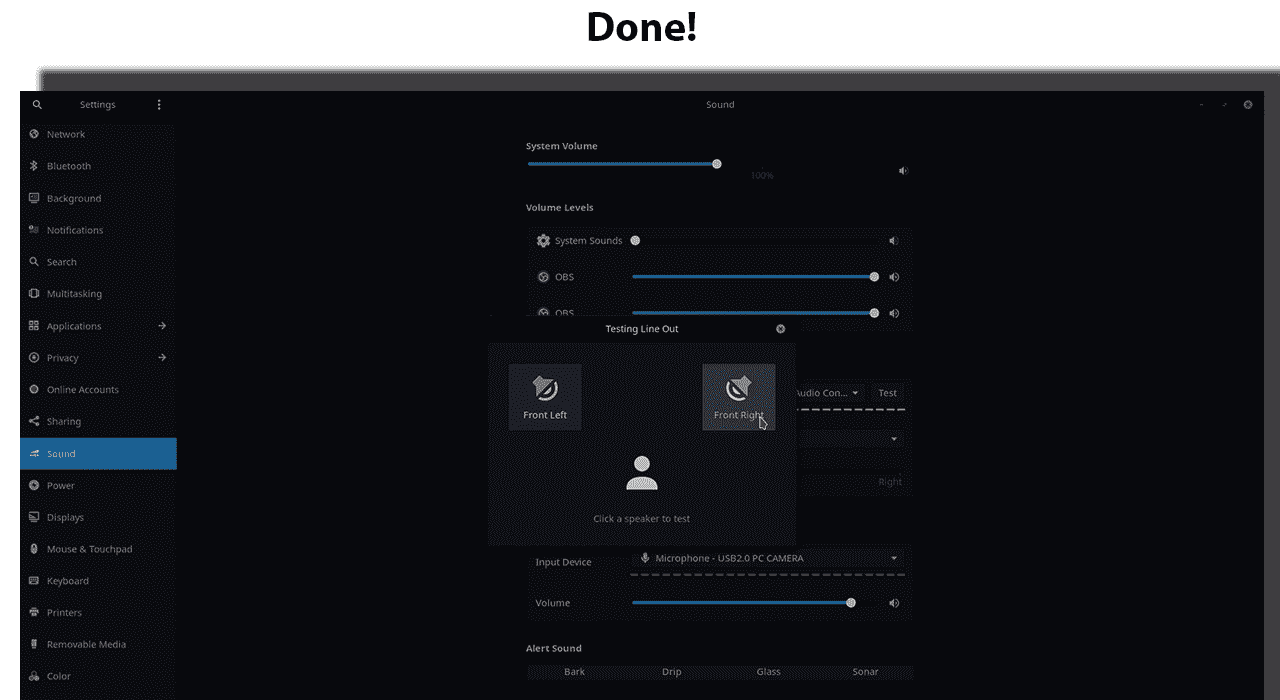 Done!
Settings
Sound
Network
Bluetooth
Background
Notifications
Search
Multitasking
Applications
Privacy
Online Accounts
Sharing
Sound
Power
Displays
Mouse & Touchpad
Keyboard
Printers
Removable Media
Color
System Volume
100%
Volume Levels
System Sounds
OBS
OBS
Testing Line Out
Front Left
Front Right
Click a speaker to test
Audio Con... Test
Right
Input Device Microphone - USB2.0 PC CAMERA
Volume
Alert Sound
Bark Drip Glass Sonar